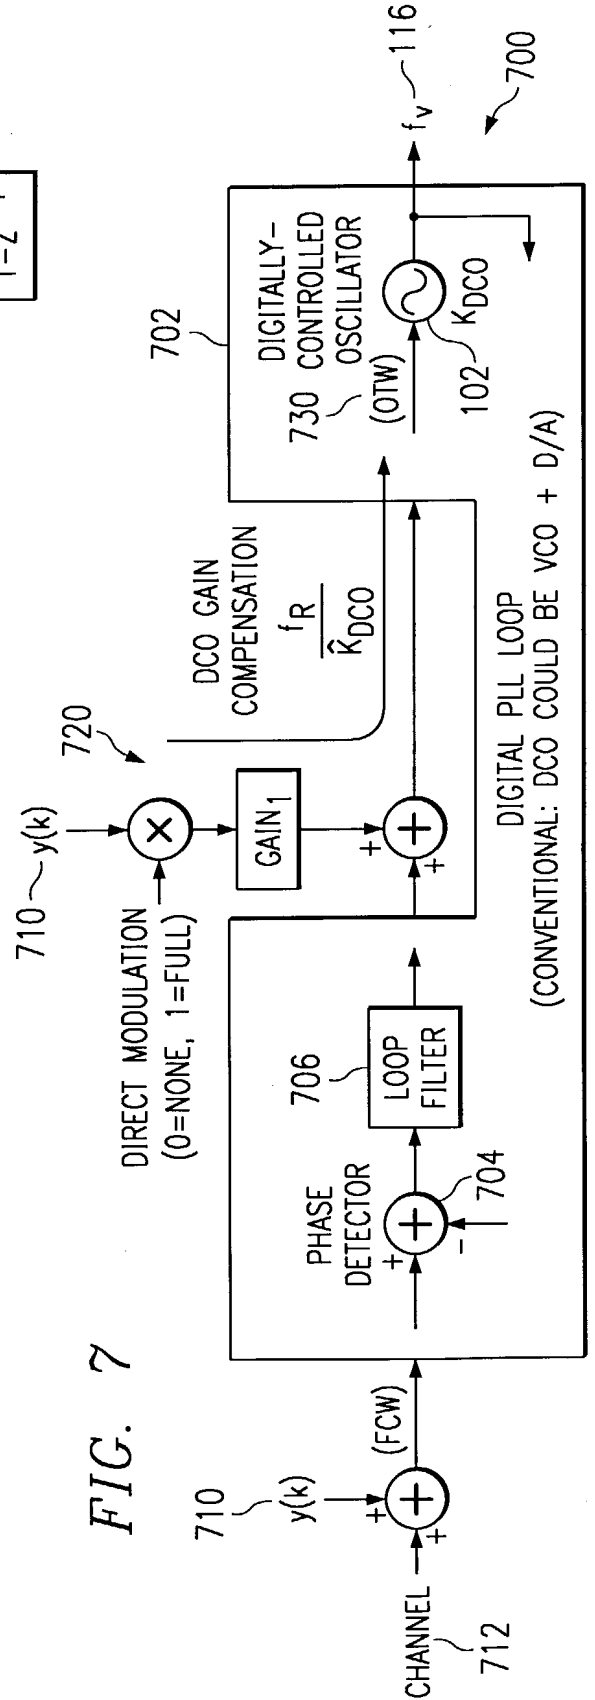 1-Z
FIG. 7
710
y(k)
CHANNEL
712
+
+
(FCW)
710
y(k)
DIRECT MODULATION
(0=NONE, 1=FULL)
720
GAIN1
+
+
DCO GAIN
COMPENSATION
fR
K̂DCO
PHASE
DETECTOR
+
-
704
706
LOOP
FILTER
702
DIGITALLY-
CONTROLLED
OSCILLATOR
730
(OTW)
102
KDCO
fV
116
700
DIGITAL PLL LOOP
(CONVENTIONAL: DCO COULD BE VCO + D/A)